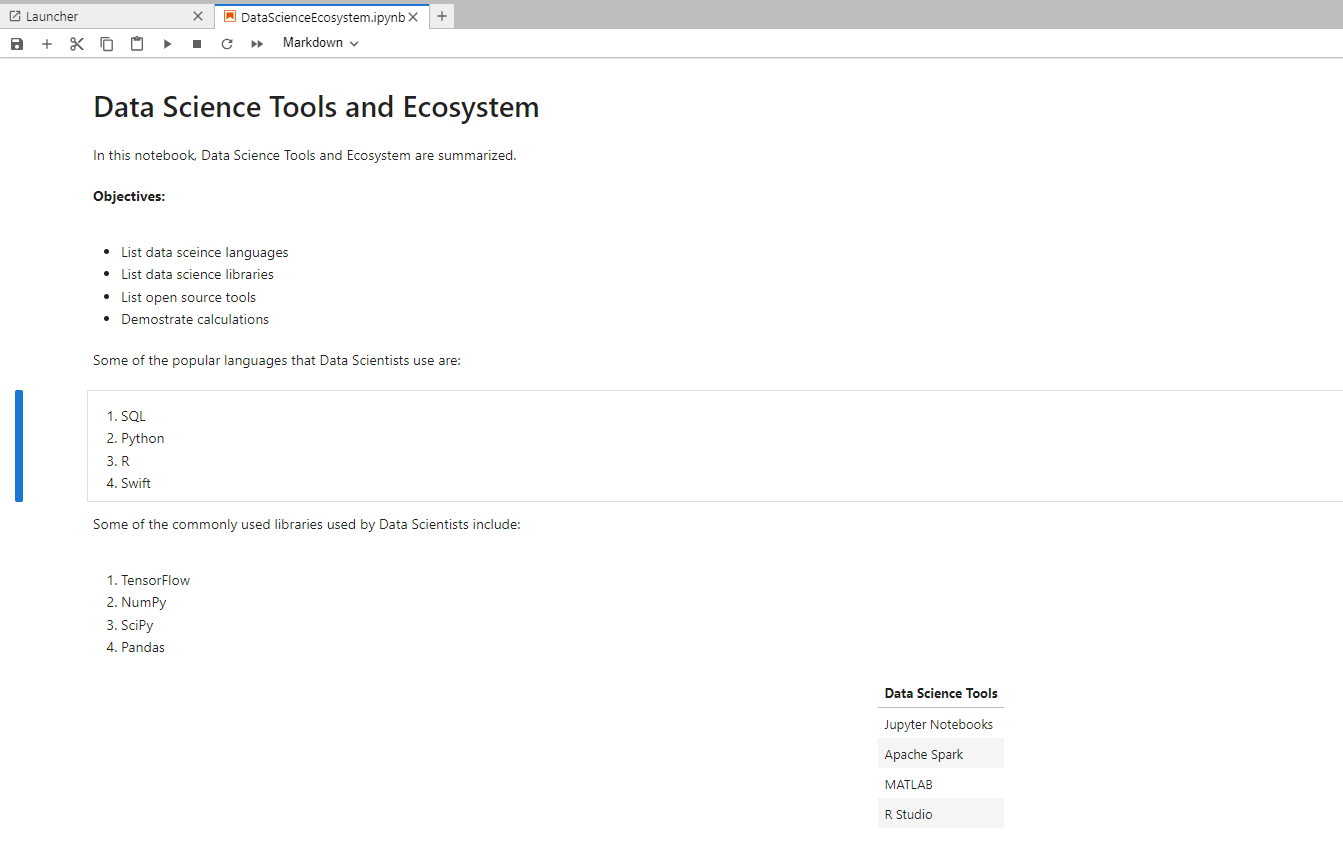 Launcher
DataScienceEcosystem.ipynb
Markdown
Data Science Tools and Ecosystem
In this notebook, Data Science Tools and Ecosystem are summarized.
Objectives:
• List data sceince languages
• List data science libraries
• List open source tools
• Demostrate calculations
Some of the popular languages that Data Scientists use are:
1. SQL
2. Python
3. R
4. Swift
Some of the commonly used libraries used by Data Scientists include:
1. TensorFlow
2. NumPy
3. SciPy
4. Pandas
Data Science Tools
Jupyter Notebooks
Apache Spark
MATLAB
R Studio